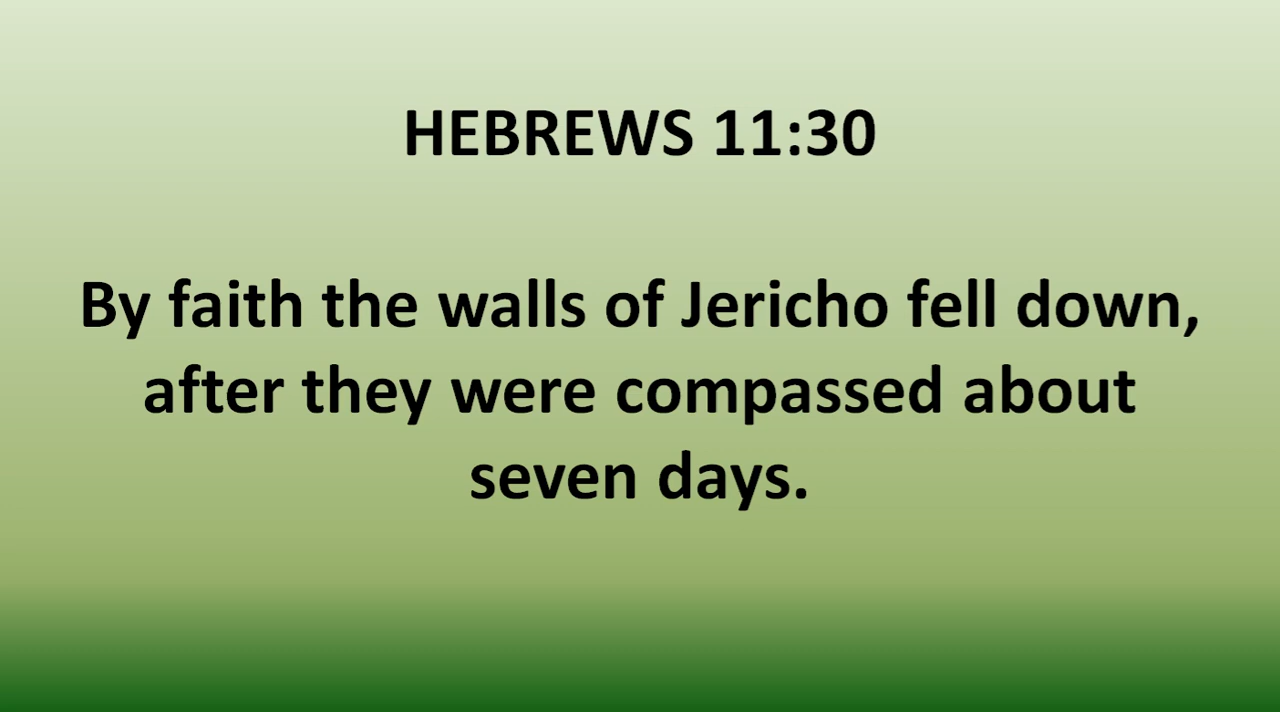 HEBREWS 11:30
By faith the walls of Jericho fell down,
after they were compassed about
seven days.